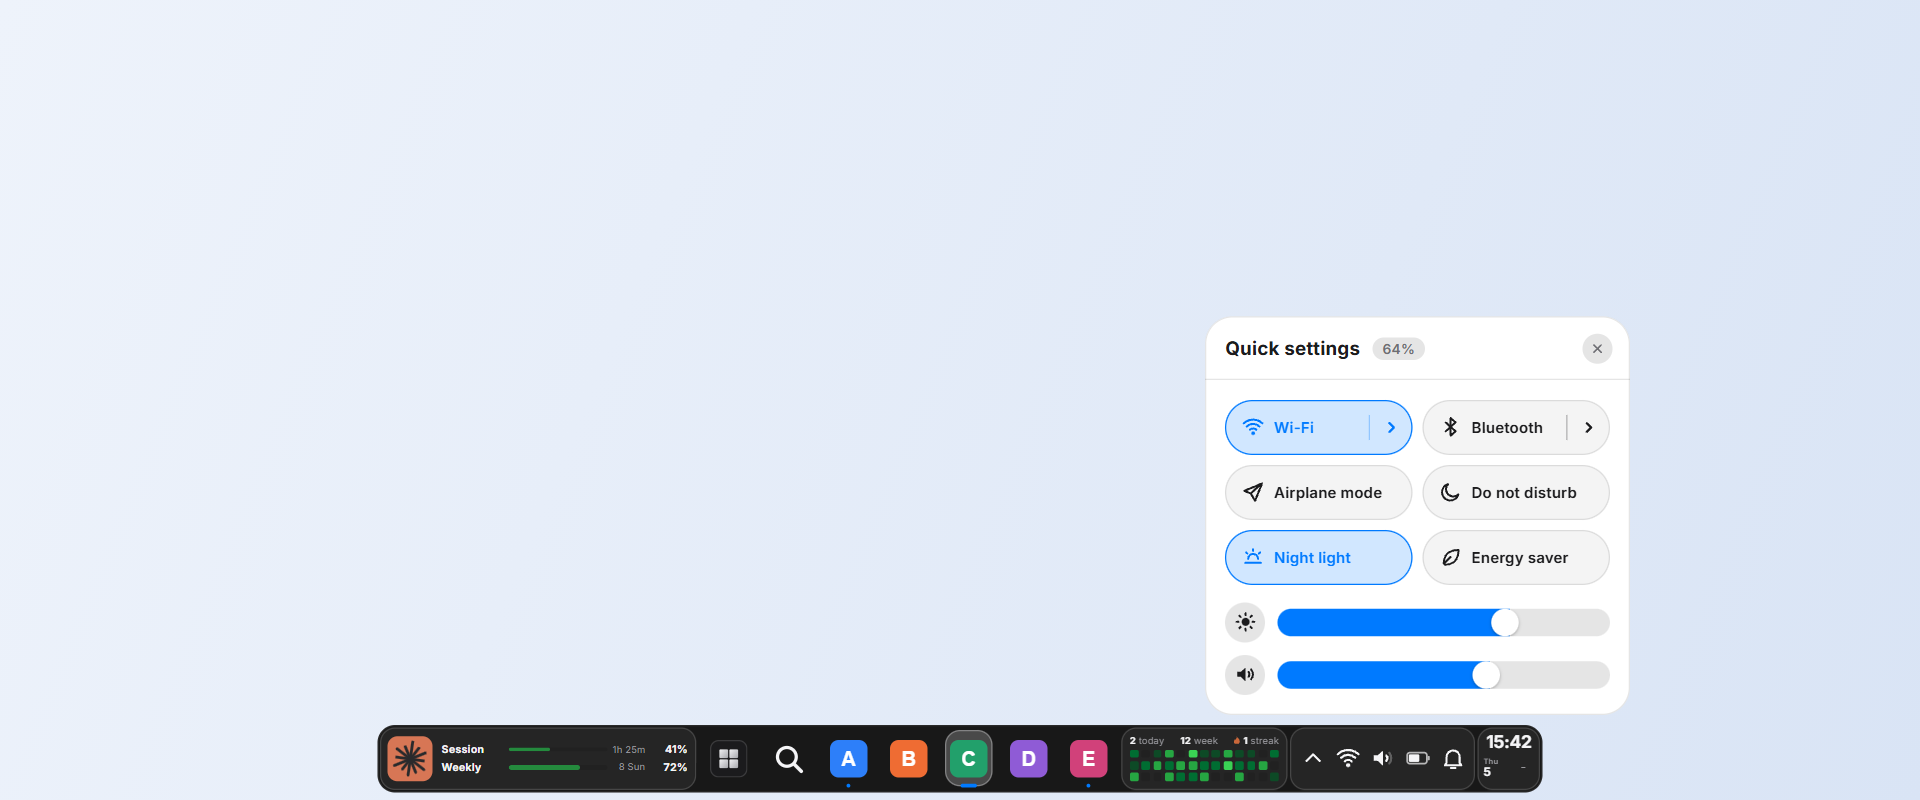 Quick settings 64%
Wi-Fi
Bluetooth
Airplane mode
Do not disturb
Night light
Energy saver
Session 1h 25m 41%
Weekly 8 Sun 72%
A
B
C
D
E
2 today 12 week 1 streak
15:42
Thu
5 –